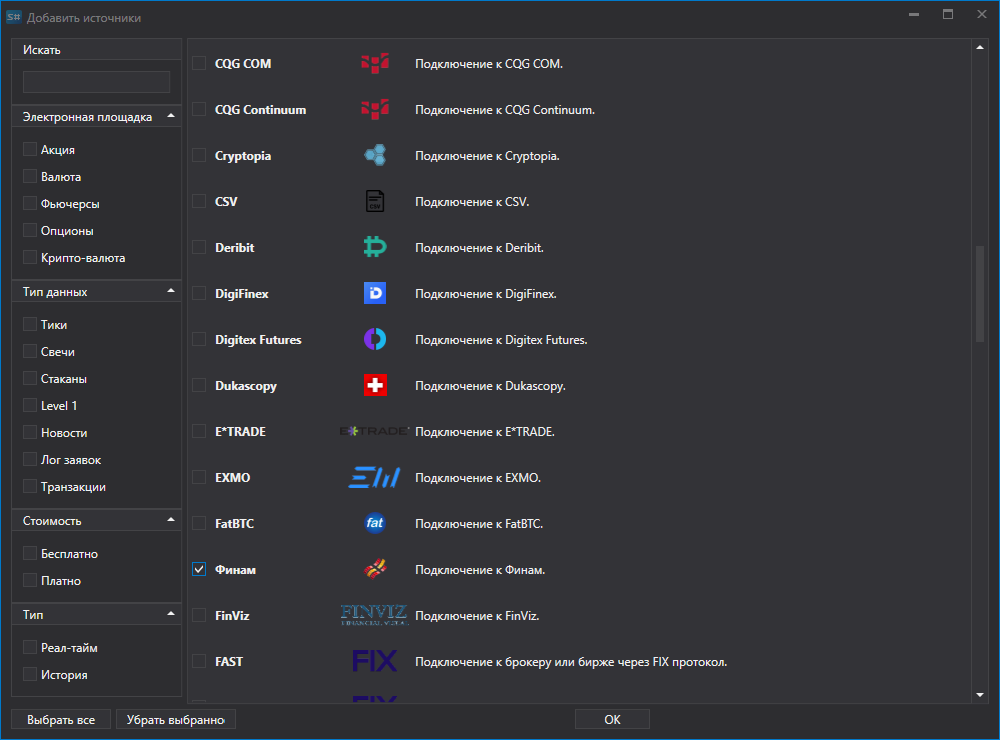 S# Добавить источники
Искать
Электронная площадка
Акция
Валюта
Фьючерсы
Опционы
Крипто-валюта
Тип данных
Тики
Свечи
Стаканы
Level 1
Новости
Лог заявок
Транзакции
Стоимость
Бесплатно
Платно
Тип
Реал-тайм
История
CQG COM Подключение к CQG COM.
CQG Continuum Подключение к CQG Continuum.
Cryptopia Подключение к Cryptopia.
CSV CSV Подключение к CSV.
Deribit Подключение к Deribit.
DigiFinex D Подключение к DigiFinex.
Digitex Futures Подключение к Digitex Futures.
Dukascopy Подключение к Dukascopy.
E*TRADE E*TRADE Подключение к E*TRADE.
EXMO Подключение к EXMO.
FatBTC fat Подключение к FatBTC.
Финам Подключение к Финам.
FinViz FINVIZ Подключение к FinViz.
FAST FIX Подключение к брокеру или бирже через FIX протокол.
Выбрать все Убрать выбранно OK